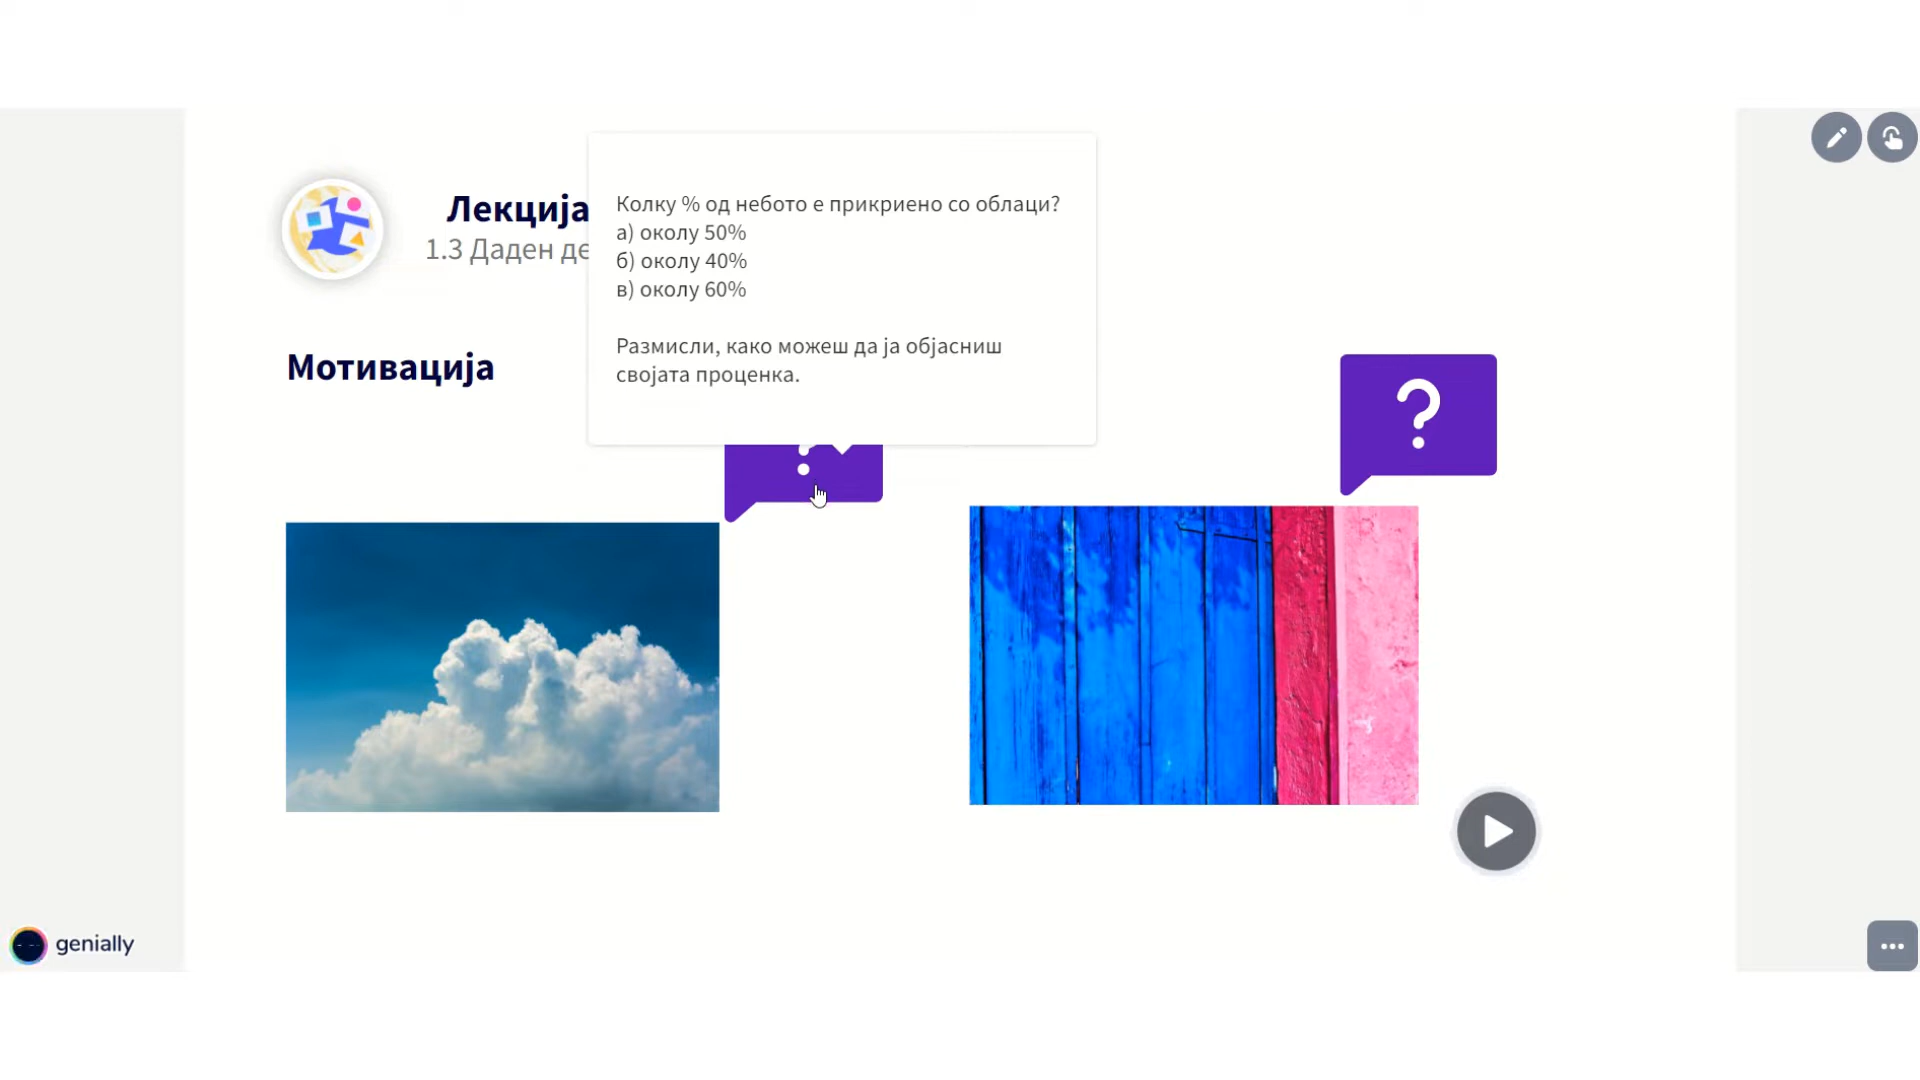 Лекција
1.3 Даден де
Колку % од небото е прикриено со облаци?
а) околу 50%
б) околу 40%
в) околу 60%
Размисли, како можеш да ја објасниш
својата проценка.
Мотивација
?
?
genially